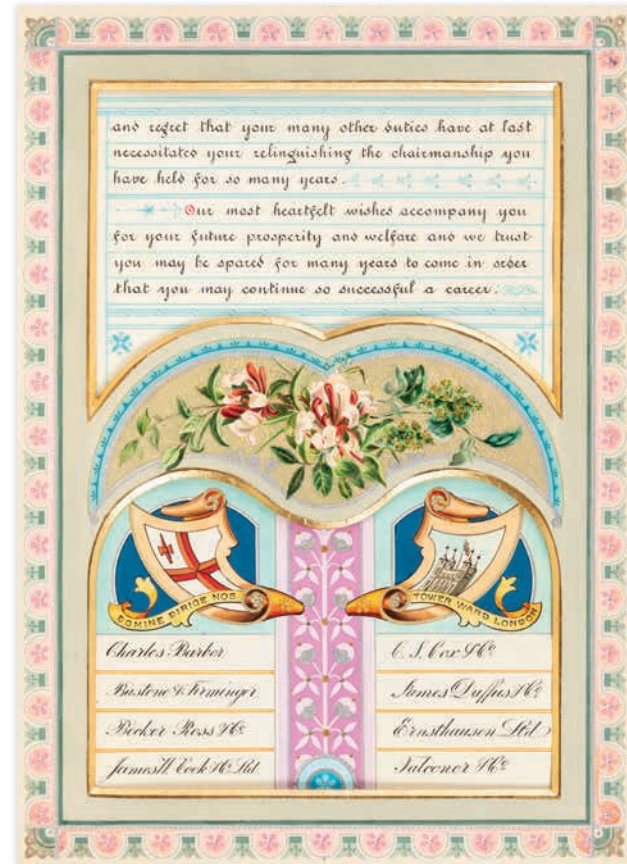 and regret that your many other duties have at last
necessitated your relinguishing the chairmanship you
have held for so many years.
Our most heartfelt wishes accompany you
for your future prosperity and welfare and we trust
you may be spared for many years to come in order
that you may continue so successful a career.
DOMINE DIRIGE NOS
TOWER WARD LONDON
Charles Barber
C. S. Cox & Co
& Firminger
James Duffus & Co
Booker Ross & Co
Ernsthausen Ltd
James W. Cook & Co. Ltd.
Falconer & Co